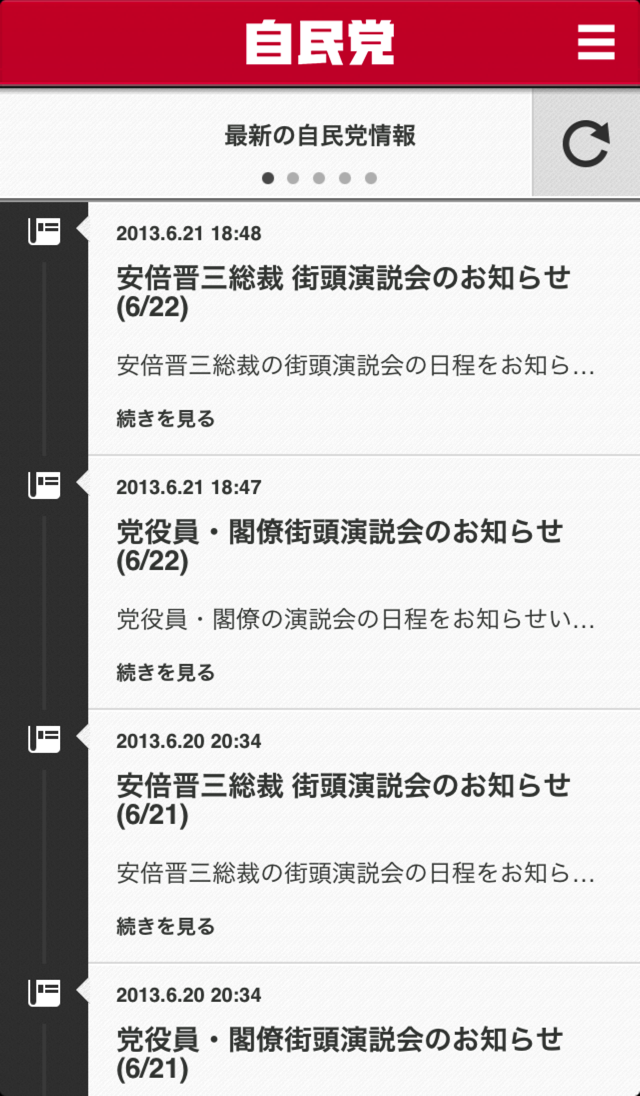 自民党
最新の自民党情報
2013.6.21 18:48
安倍晋三総裁 街頭演説会のお知らせ
(6/22)
安倍晋三総裁の街頭演説会の日程をお知ら…
続きを見る
2013.6.21 18:47
党役員・閣僚街頭演説会のお知らせ
(6/22)
党役員・閣僚の演説会の日程をお知らせい…
続きを見る
2013.6.20 20:34
安倍晋三総裁 街頭演説会のお知らせ
(6/21)
安倍晋三総裁の街頭演説会の日程をお知ら…
続きを見る
2013.6.20 20:34
党役員・閣僚街頭演説会のお知らせ
(6/21)